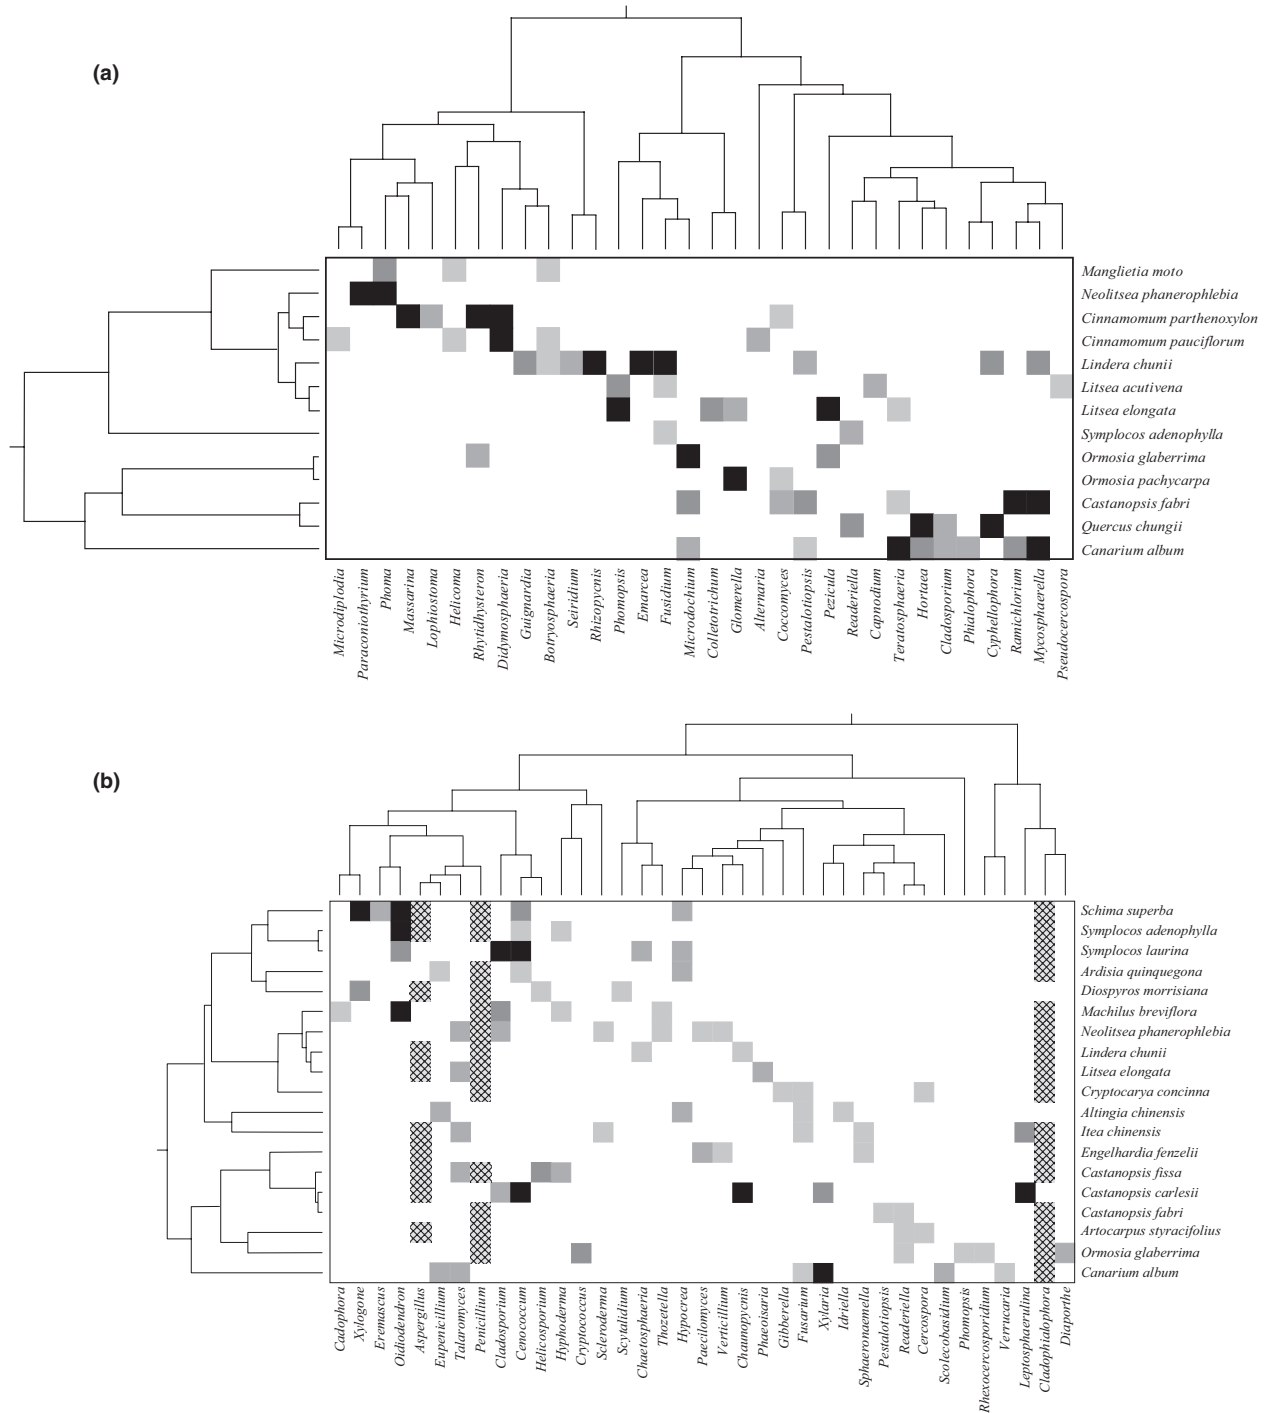 (a)
Manglietia moto
Neolitsea phanerophlebia
Cinnamomum parthenoxylon
Cinnamomum pauciflorum
Lindera chunii
Litsea acutivena
Litsea elongata
Symplocos adenophylla
Ormosia glaberrima
Ormosia pachycarpa
Castanopsis fabri
Quercus chungii
Canarium album
Microdiplodia
Paraconiothyrium
Phoma
Massarina
Lophiostoma
Helicoma
Rhytidhysteron
Didymosphaeria
Guignardia
Botryosphaeria
Seiridium
Rhizopycnis
Phomopsis
Emarcea
Fusidium
Microdochium
Colletotrichum
Glomerella
Alternaria
Coccomyces
Pestalotiopsis
Pezicula
Readeriella
Capnodium
Teratosphaeria
Hortaea
Cladosporium
Phialophora
Cyphellophora
Ramichlorium
Mycosphaerella
Pseudocercospora
(b)
Schima superba
Symplocos adenophylla
Symplocos laurina
Ardisia quinquegona
Diospyros morrisiana
Machilus breviflora
Neolitsea phanerophlebia
Lindera chunii
Litsea elongata
Cryptocarya concinna
Altingia chinensis
Itea chinensis
Engelhardia fenzelii
Castanopsis fissa
Castanopsis carlesii
Castanopsis fabri
Artocarpus styracifolius
Ormosia glaberrima
Canarium album
Cadophora
Xylogone
Eremascus
Oidiodendron
Aspergillus
Eupenicillium
Talaromyces
Penicillium
Cladosporium
Cenococcum
Helicosporium
Hyphoderma
Cryptococcus
Scleroderma
Scytalidium
Chaetosphaeria
Thozetella
Hypocrea
Paecilomyces
Verticillium
Chaunopycnis
Phaeoisaria
Gibberella
Fusarium
Xylaria
Idriella
Sphaeronaemella
Pestalotiopsis
Readeriella
Cercospora
Scolecobasidium
Phomopsis
Rhexocercosporidium
Verrucaria
Leptosphaerulina
Cladophialophora
Diaporthe